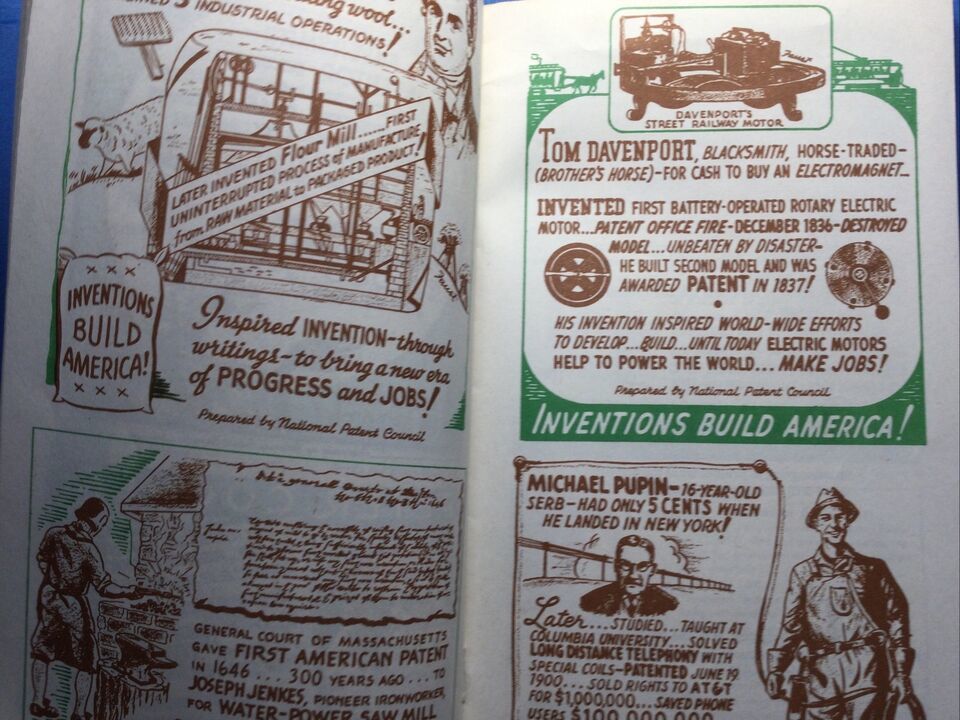 INDUSTRIAL OPERATIONS!
LATER INVENTED Flour Mill......FIRST
UNINTERRUPTED PROCESS of MANUFACTURE
from RAW MATERIAL to PACKAGED PRODUCT!
INVENTIONS
BUILD
AMERICA!
Inspired INVENTION-through
writings-to bring a new era
of PROGRESS and JOBS!
Prepared by National Patent Council
GENERAL COURT OF MASSACHUSETTS
GAVE FIRST AMERICAN PATENT
IN 1646...300 YEARS AGO...TO
JOSEPH JENKES, PIONEER IRONWORKER,
FOR WATER-POWER SAW MILL
DAVENPORT'S
STREET RAILWAY MOTOR
TOM DAVENPORT, BLACKSMITH, HORSE-TRADED-
(BROTHER'S HORSE)-FOR CASH TO BUY AN ELECTROMAGNET...
INVENTED FIRST BATTERY-OPERATED ROTARY ELECTRIC
MOTOR...PATENT OFFICE FIRE-DECEMBER 1836-DESTROYED
MODEL...UNBEATEN BY DISASTER-
HE BUILT SECOND MODEL AND WAS
AWARDED PATENT IN 1837!
HIS INVENTION INSPIRED WORLD-WIDE EFFORTS
TO DEVELOP...BUILD...UNTIL TODAY ELECTRIC MOTORS
HELP TO POWER THE WORLD... MAKE JOBS!
Prepared by National Patent Council
INVENTIONS BUILD AMERICA!
MICHAEL PUPIN-16-YEAR-OLD
SERB-HAD ONLY 5 CENTS WHEN
HE LANDED IN NEW YORK!
Later...STUDIED...TAUGHT AT
COLUMBIA UNIVERSITY...SOLVED
LONG DISTANCE TELEPHONY WITH
SPECIAL COILS-PATENTED JUNE 19
1900...SOLD RIGHTS TO AT&T
FOR $1,000,000...SAVED PHONE
USERS $100,000,000